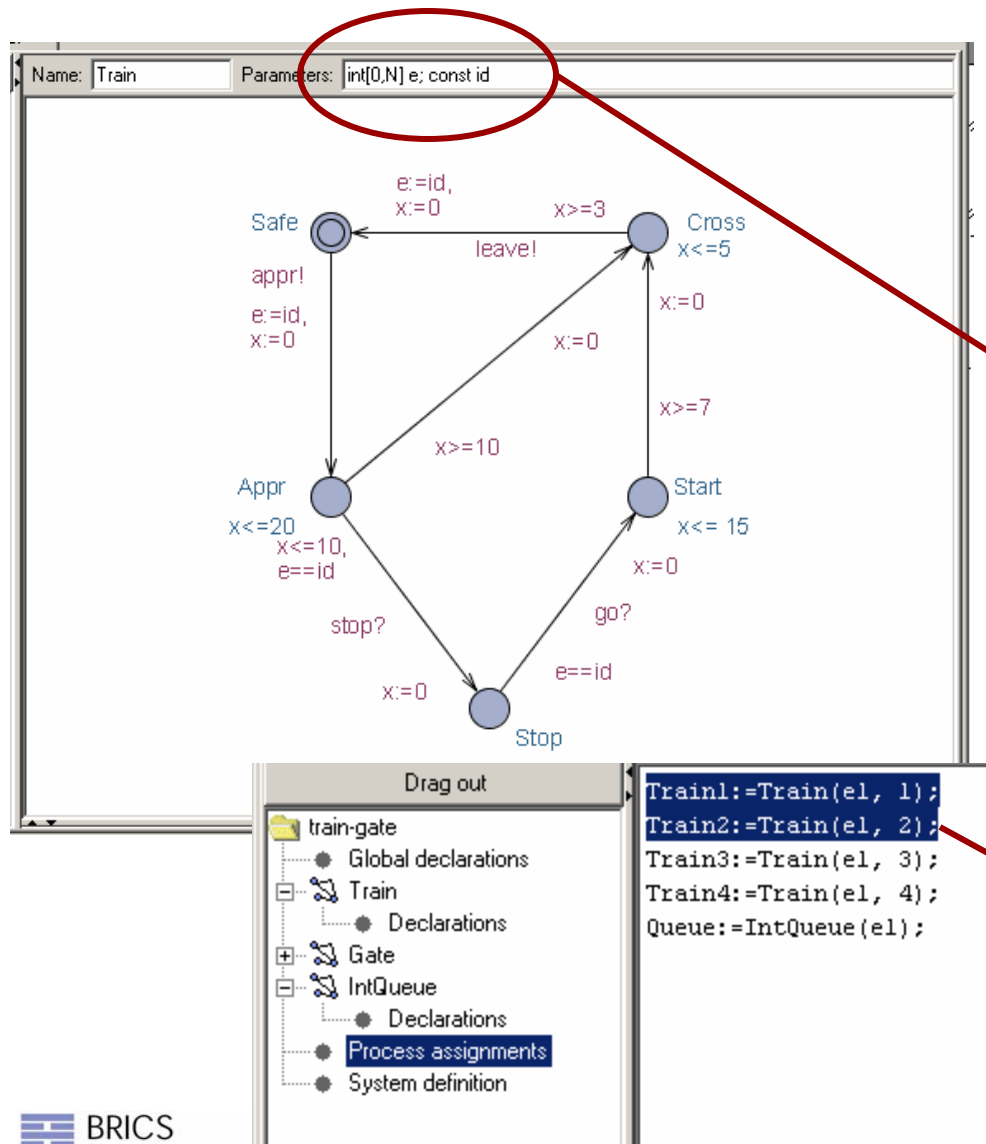 Name: Train Parameters: int[0,N] e; const id
e:=id,
x:=0
x>=3
Safe
Cross
x<=5
leave!
appr!
e:=id,
x:=0
x:=0
x:=0
x>=7
x>=10
Appr
x<=20
Start
x<= 15
x<=10,
e==id
x:=0
stop?
go?
e==id
x:=0
Stop
Drag out
train-gate
Global declarations
Train
Declarations
Gate
IntQueue
Declarations
Process assignments
System definition
Train1:=Train(el, 1);
Train2:=Train(el, 2);
Train3:=Train(el, 3);
Train4:=Train(el, 4);
Queue:=IntQueue(el);
BRICS